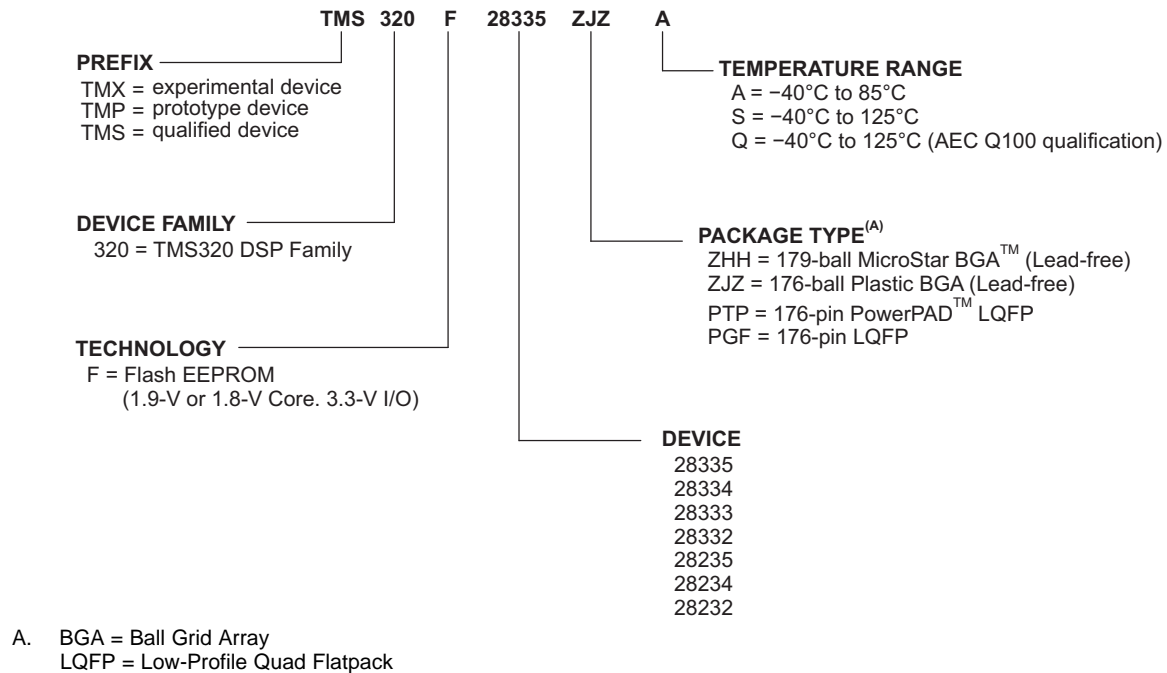 TMS 320 F 28335 ZJZ A
PREFIX
TMX = experimental device
TMP = prototype device
TMS = qualified device
TEMPERATURE RANGE
A = −40°C to 85°C
S = −40°C to 125°C
Q = −40°C to 125°C (AEC Q100 qualification)
DEVICE FAMILY
320 = TMS320 DSP Family
PACKAGE TYPE(A)
ZHH = 179-ball MicroStar BGA™ (Lead-free)
ZJZ = 176-ball Plastic BGA (Lead-free)
PTP = 176-pin PowerPAD™ LQFP
PGF = 176-pin LQFP
TECHNOLOGY
F = Flash EEPROM
(1.9-V or 1.8-V Core. 3.3-V I/O)
DEVICE
28335
28334
28333
28332
28235
28234
28232
A. BGA = Ball Grid Array
LQFP = Low-Profile Quad Flatpack